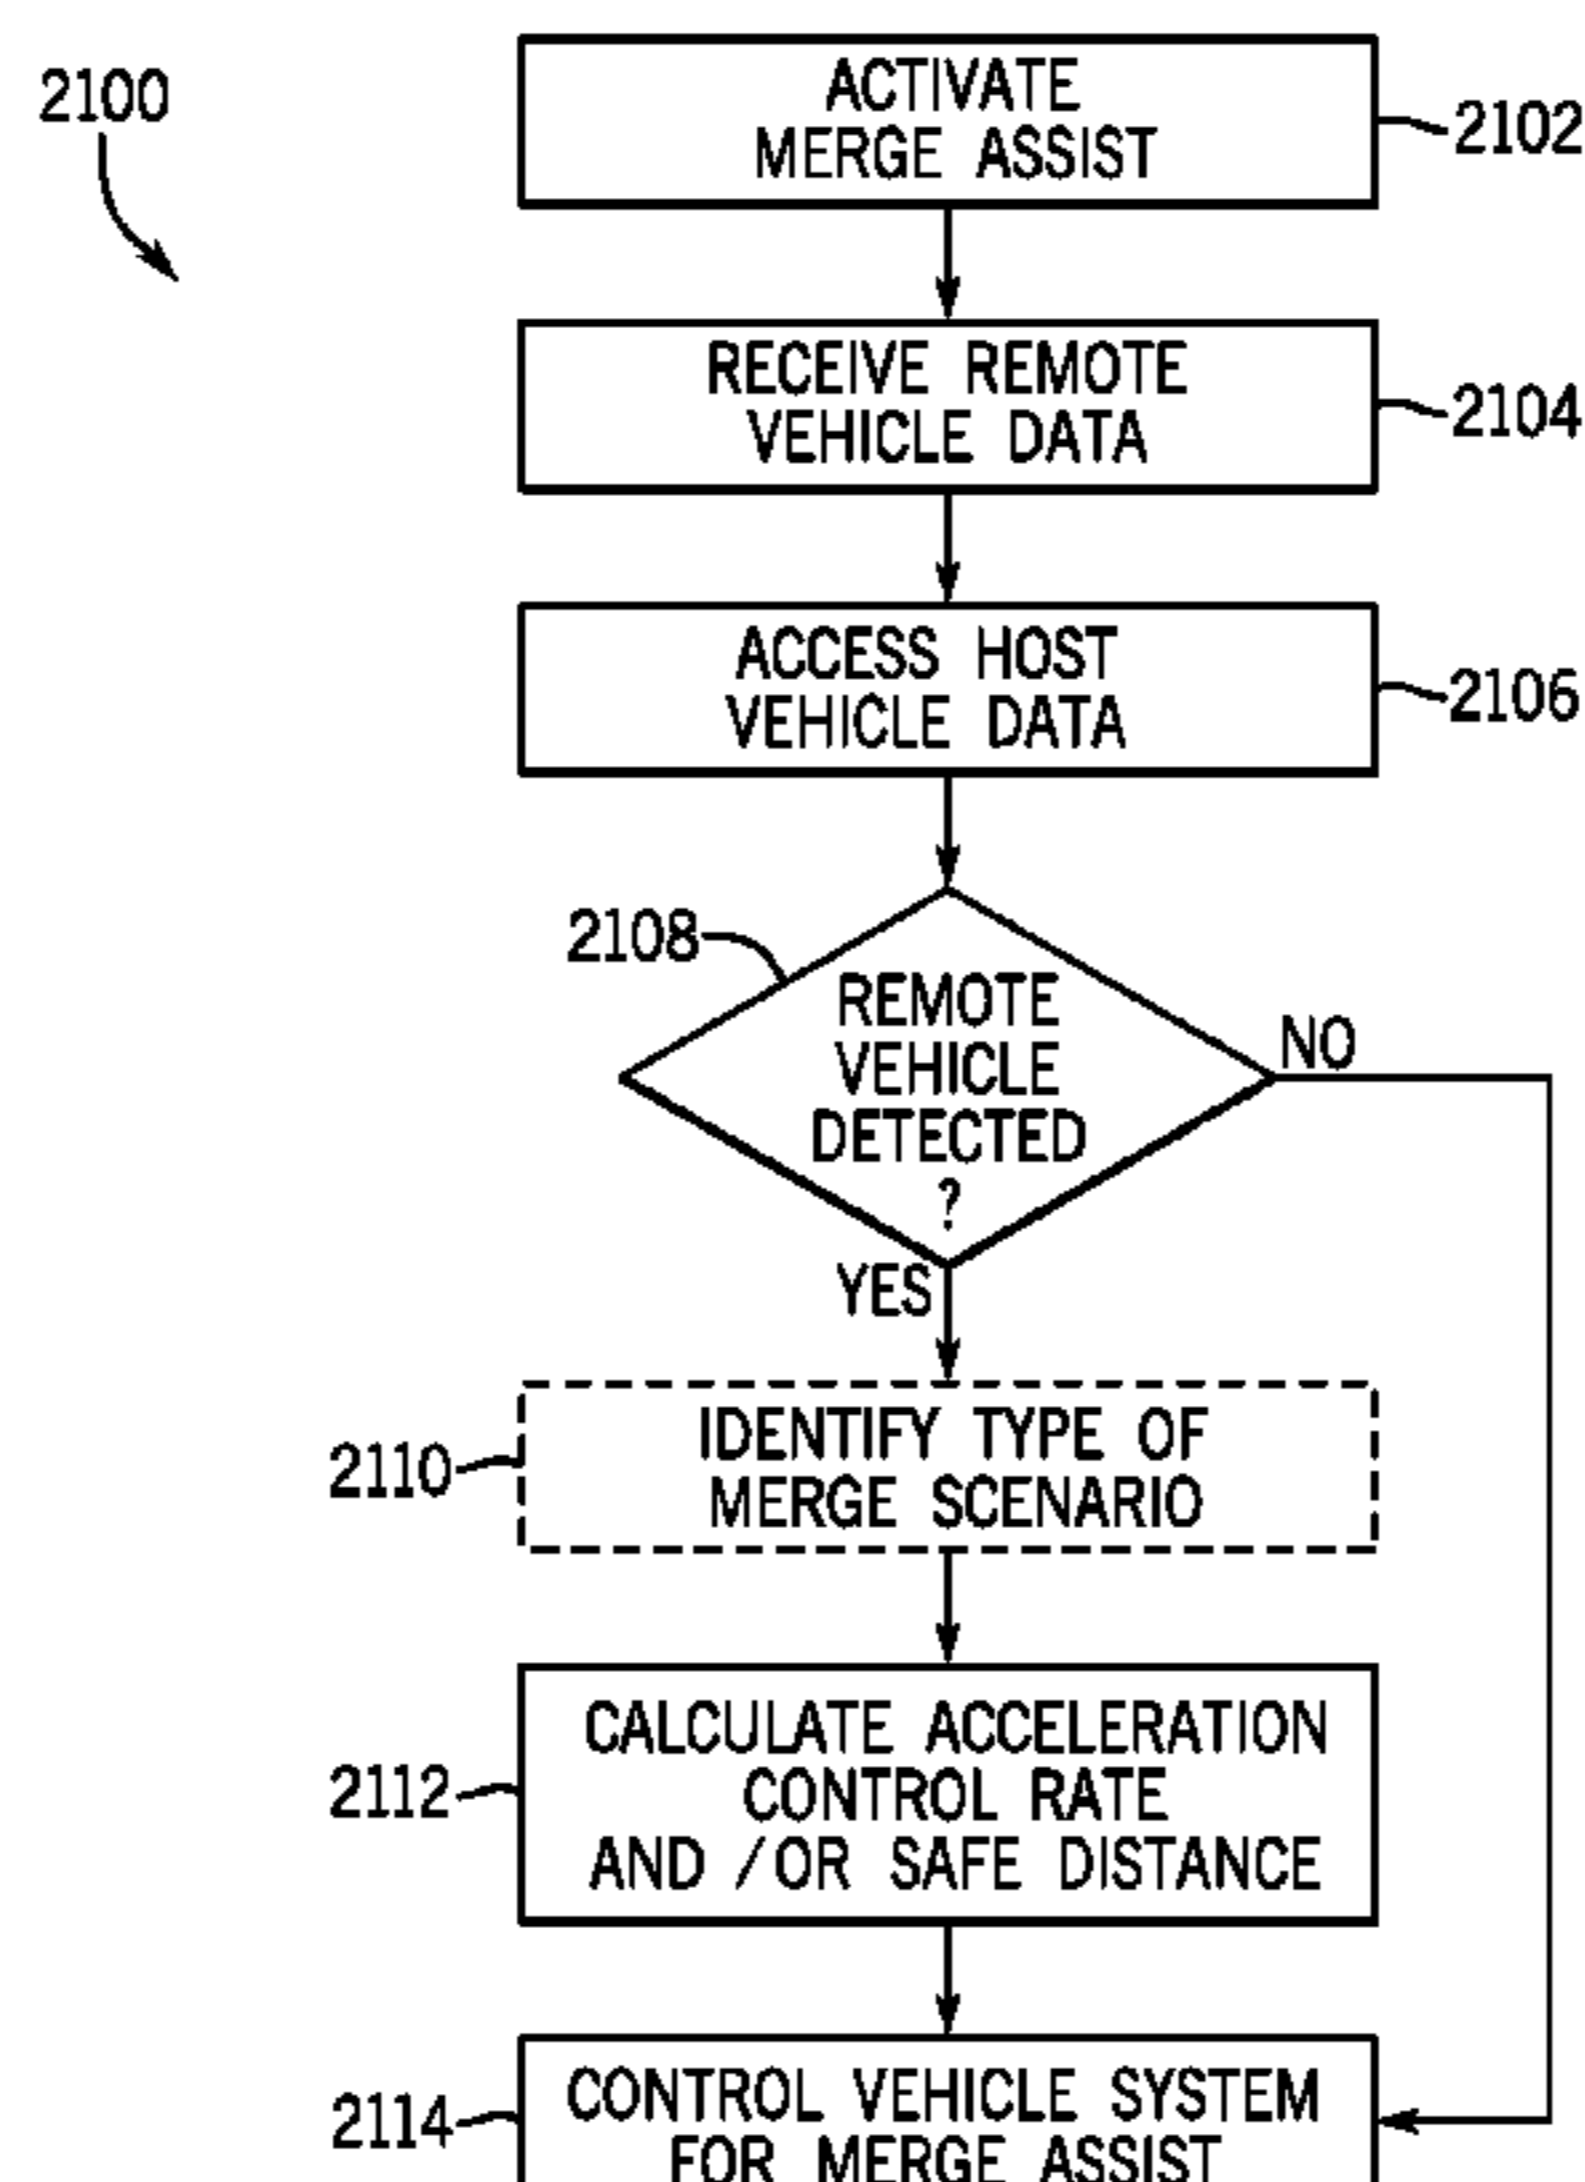 2100
ACTIVATE
MERGE ASSIST
2102
RECEIVE REMOTE
VEHICLE DATA
2104
ACCESS HOST
VEHICLE DATA
2106
2108
REMOTE
VEHICLE
DETECTED
?
NO
YES
2110
IDENTIFY TYPE OF
MERGE SCENARIO
2112
CALCULATE ACCELERATION
CONTROL RATE
AND /OR SAFE DISTANCE
2114
CONTROL VEHICLE SYSTEM
FOR MERGE ASSIST